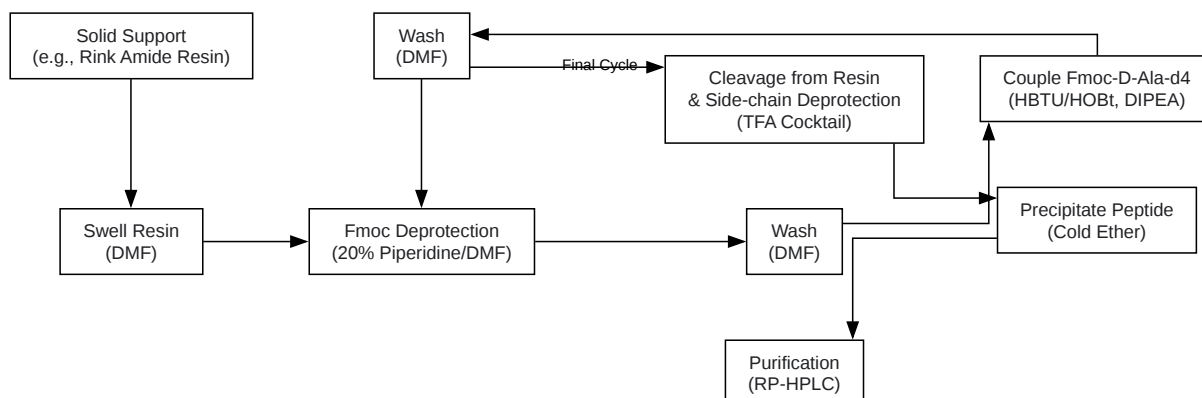 Solid Support
(e.g., Rink Amide Resin)
Wash
(DMF)
Final Cycle
Cleavage from Resin
& Side-chain Deprotection
(TFA Cocktail)
Couple Fmoc-D-Ala-d4
(HBTU/HOBt, DIPEA)
Swell Resin
(DMF)
Fmoc Deprotection
(20% Piperidine/DMF)
Wash
(DMF)
Precipitate Peptide
(Cold Ether)
Purification
(RP-HPLC)